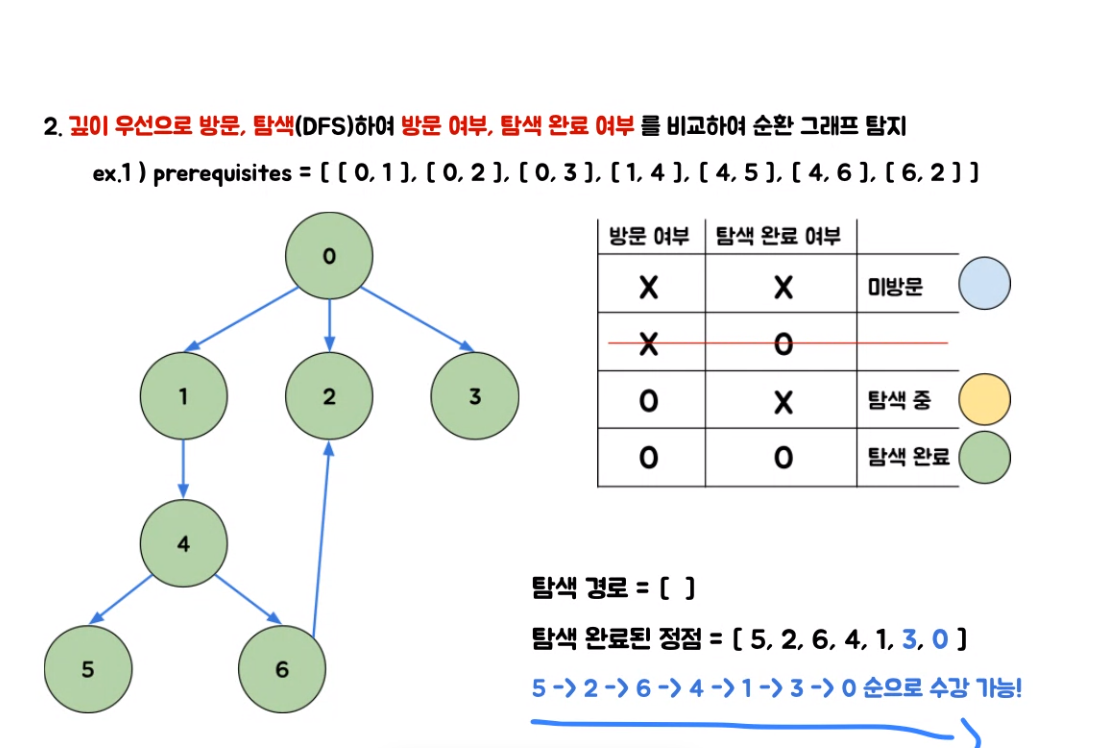 2. 깊이 우선으로 방문, 탐색(DFS)하여 방문 여부, 탐색 완료 여부 를 비교하여 순환 그래프 탐지
ex.1 ) prerequisites = [ [ 0, 1 ], [ 0, 2 ], [ 0, 3 ], [ 1, 4 ], [ 4, 5 ], [ 4, 6 ], [ 6, 2 ] ]
0
1 2 3
4
5 6
방문 여부 탐색 완료 여부
X X 미방문
X O
O X 탐색 중
O O 탐색 완료
탐색 경로 = [ ]
탐색 완료된 정점 = [ 5, 2, 6, 4, 1, 3, 0 ]
5 -> 2 -> 6 -> 4 -> 1 -> 3 -> 0 순으로 수강 가능!